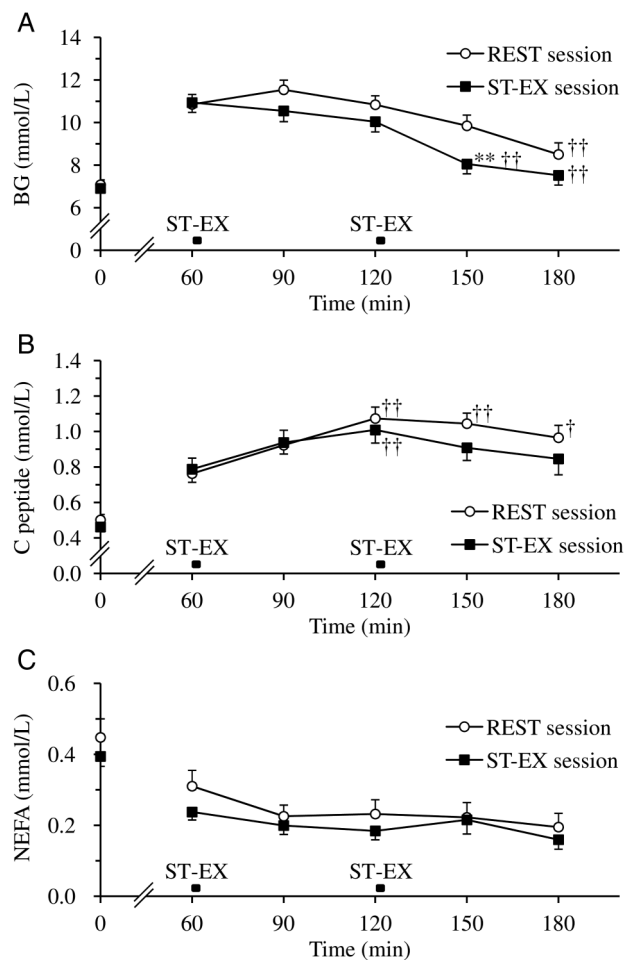 A
BG (mmol/L)
14
12
10
8
6
0
REST session
ST-EX session
** ††
††
††
ST-EX ST-EX
0 60 90 120 150 180
Time (min)
B
C peptide (nmol/L)
1.4
1.2
1.0
0.8
0.6
0.4
0.0
†† †† †
††
REST session
ST-EX session
ST-EX ST-EX
0 60 90 120 150 180
Time (min)
C
NEFA (mmol/L)
0.6
0.4
0.2
0.0
REST session
ST-EX session
ST-EX ST-EX
0 60 90 120 150 180
Time (min)